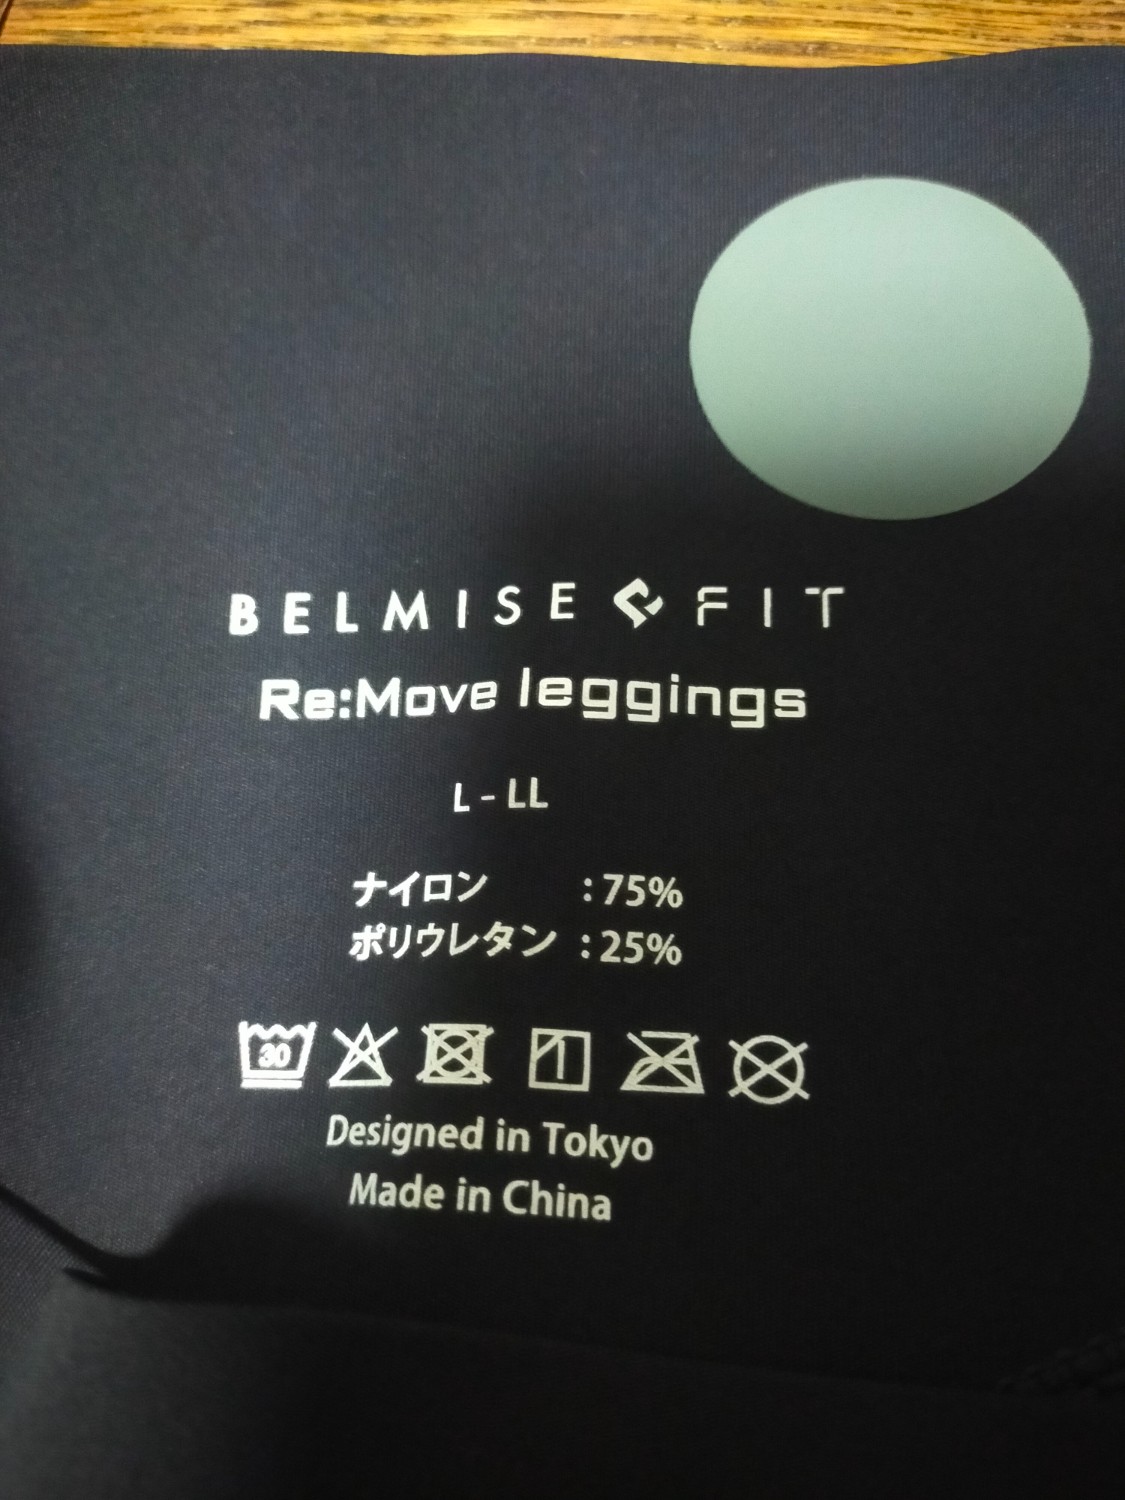 BELMISE FIT
Re:Move leggings
L - LL
ナイロン : 75%
ポリウレタン : 25%
30
Designed in Tokyo
Made in China